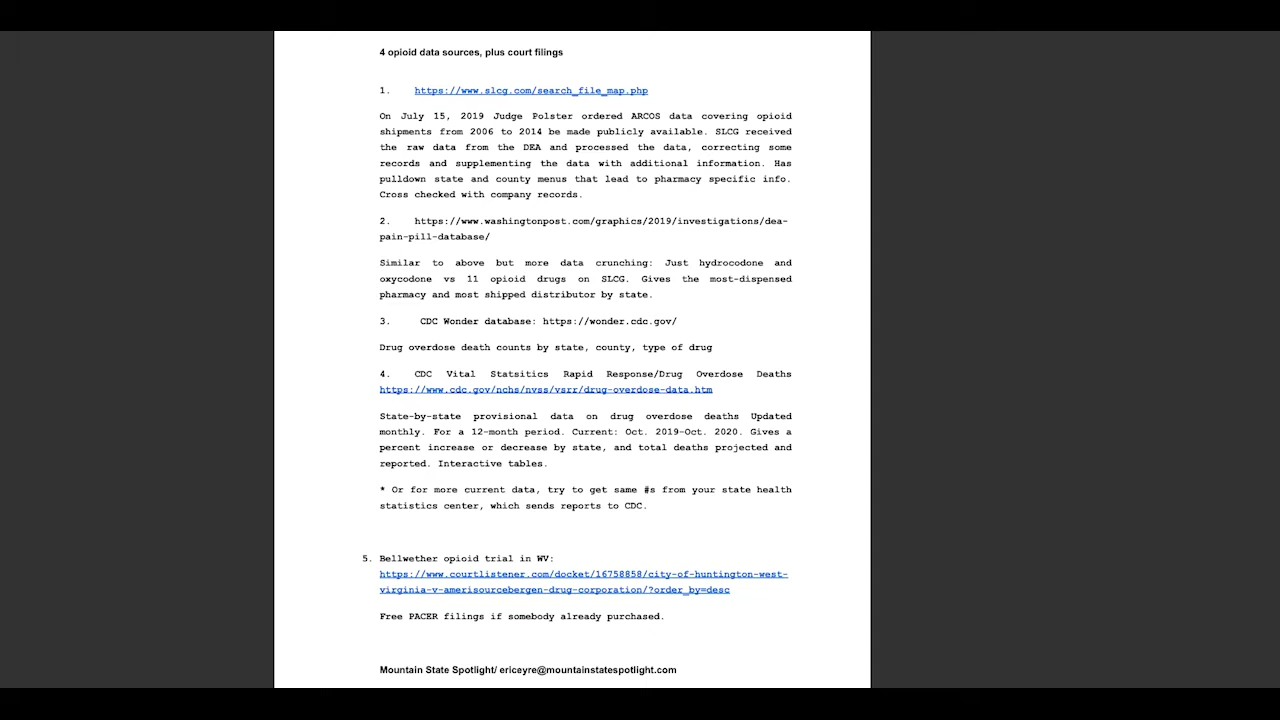 4 opioid data sources, plus court filings
1. https://www.slcg.com/search_file_map.php
On July 15, 2019 Judge Polster ordered ARCOS data covering opioid
shipments from 2006 to 2014 be made publicly available. SLCG received
the raw data from the DEA and processed the data, correcting some
records and supplementing the data with additional information. Has
pulldown state and county menus that lead to pharmacy specific info.
Cross checked with company records.
2. https://www.washingtonpost.com/graphics/2019/investigations/dea-
pain-pill-database/
Similar to above but more data crunching: Just hydrocodone and
oxycodone vs 11 opioid drugs on SLCG. Gives the most-dispensed
pharmacy and most shipped distributor by state.
3. CDC Wonder database: https://wonder.cdc.gov/
Drug overdose death counts by state, county, type of drug
4. CDC Vital Statsitics Rapid Response/Drug Overdose Deaths
https://www.cdc.gov/nchs/nvss/vsrr/drug-overdose-data.htm
State-by-state provisional data on drug overdose deaths Updated
monthly. For a 12-month period. Current: Oct. 2019-Oct. 2020. Gives a
percent increase or decrease by state, and total deaths projected and
reported. Interactive tables.
* Or for more current data, try to get same #s from your state health
statistics center, which sends reports to CDC.
5. Bellwether opioid trial in WV:
https://www.courtlistener.com/docket/16758858/city-of-huntington-west-
virginia-v-amerisourcebergen-drug-corporation/?order_by=desc
Free PACER filings if somebody already purchased.
Mountain State Spotlight/ ericeyre@mountainstatespotlight.com